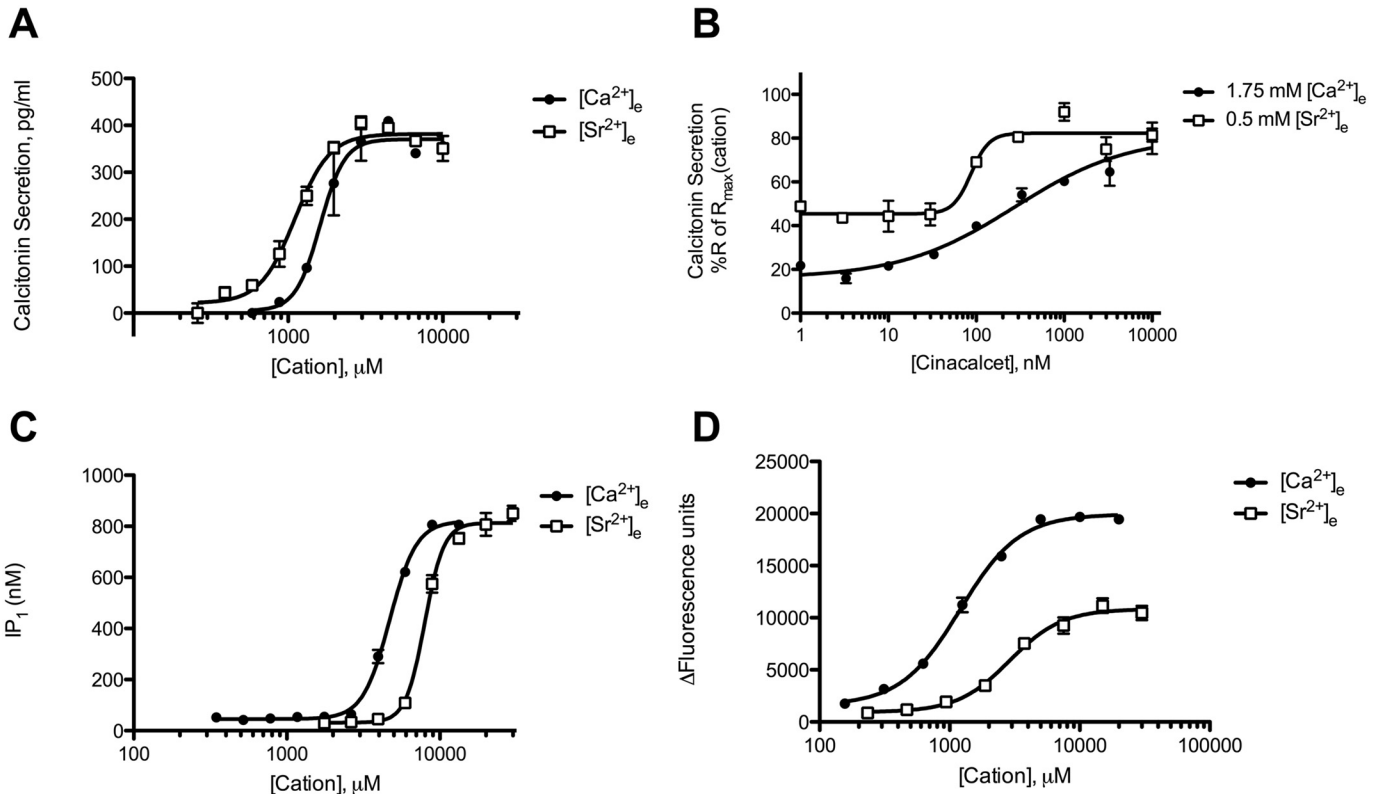 A
Calcitonin Secretion, pg/ml
500
400
300
200
100
0
1000
10000
[Cation], μM
[Ca²⁺]ₑ
[Sr²⁺]ₑ
B
Calcitonin Secretion
%R of Rₘₐₓ(cation)
100
80
60
40
20
0
1
10
100
1000
10000
[Cinacalcet], nM
1.75 mM [Ca²⁺]ₑ
0.5 mM [Sr²⁺]ₑ
C
IP₁ (nM)
1000
800
600
400
200
0
100
1000
10000
[Cation], μM
[Ca²⁺]ₑ
[Sr²⁺]ₑ
D
ΔFluorescence units
25000
20000
15000
10000
5000
0
100
1000
10000
100000
[Cation], μM
[Ca²⁺]ₑ
[Sr²⁺]ₑ